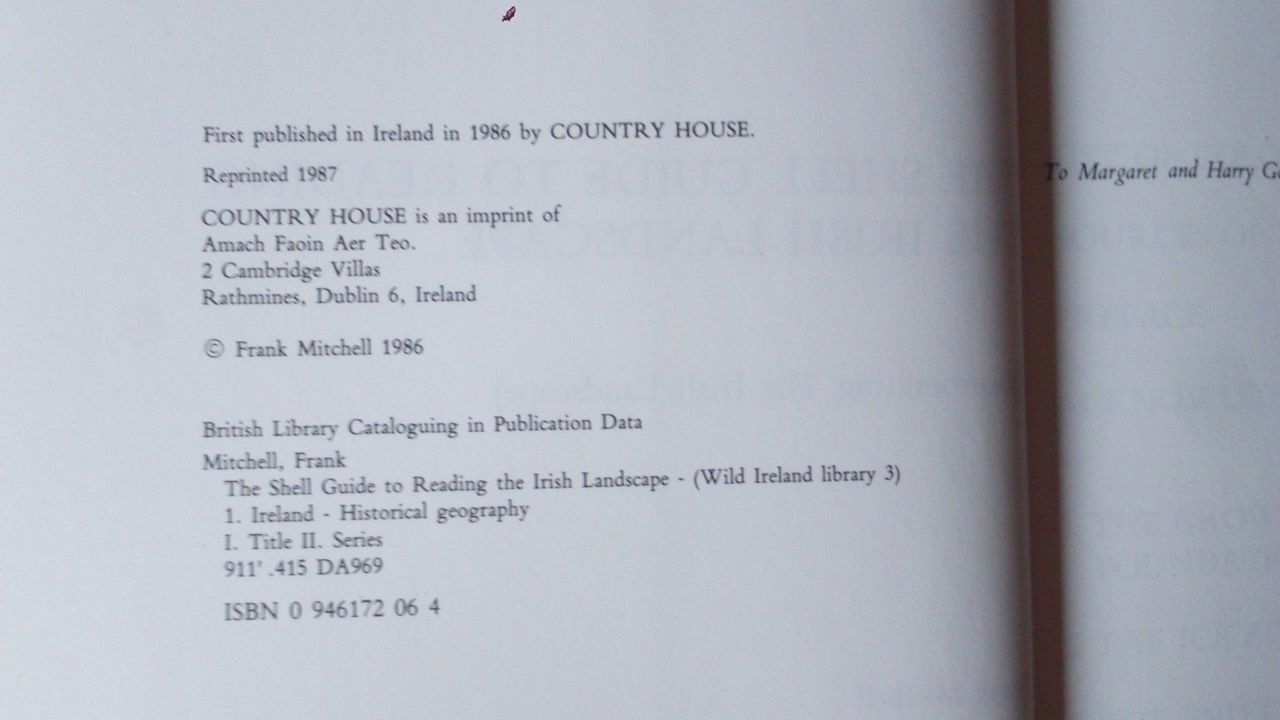 First published in Ireland in 1986 by COUNTRY HOUSE.
Reprinted 1987
COUNTRY HOUSE is an imprint of
Amach Faoin Aer Teo.
2 Cambridge Villas
Rathmines, Dublin 6, Ireland
© Frank Mitchell 1986
British Library Cataloguing in Publication Data
Mitchell, Frank
The Shell Guide to Reading the Irish Landscape - (Wild Ireland library 3)
1. Ireland - Historical geography
I. Title II. Series
911' .415 DA969
ISBN 0 946172 06 4
To Margaret and Harry